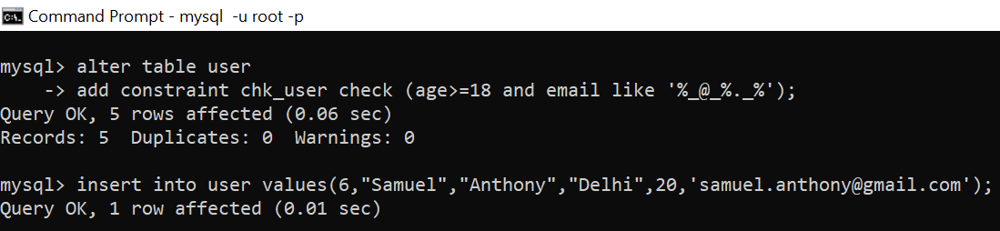 Command Prompt - mysql  -u root -p
mysql> alter table user
    -> add constraint chk_user check (age>=18 and email like '%_@_%._%');
Query OK, 5 rows affected (0.06 sec)
Records: 5  Duplicates: 0  Warnings: 0
mysql> insert into user values(6,"Samuel","Anthony","Delhi",20,'samuel.anthony@gmail.com');
Query OK, 1 row affected (0.01 sec)